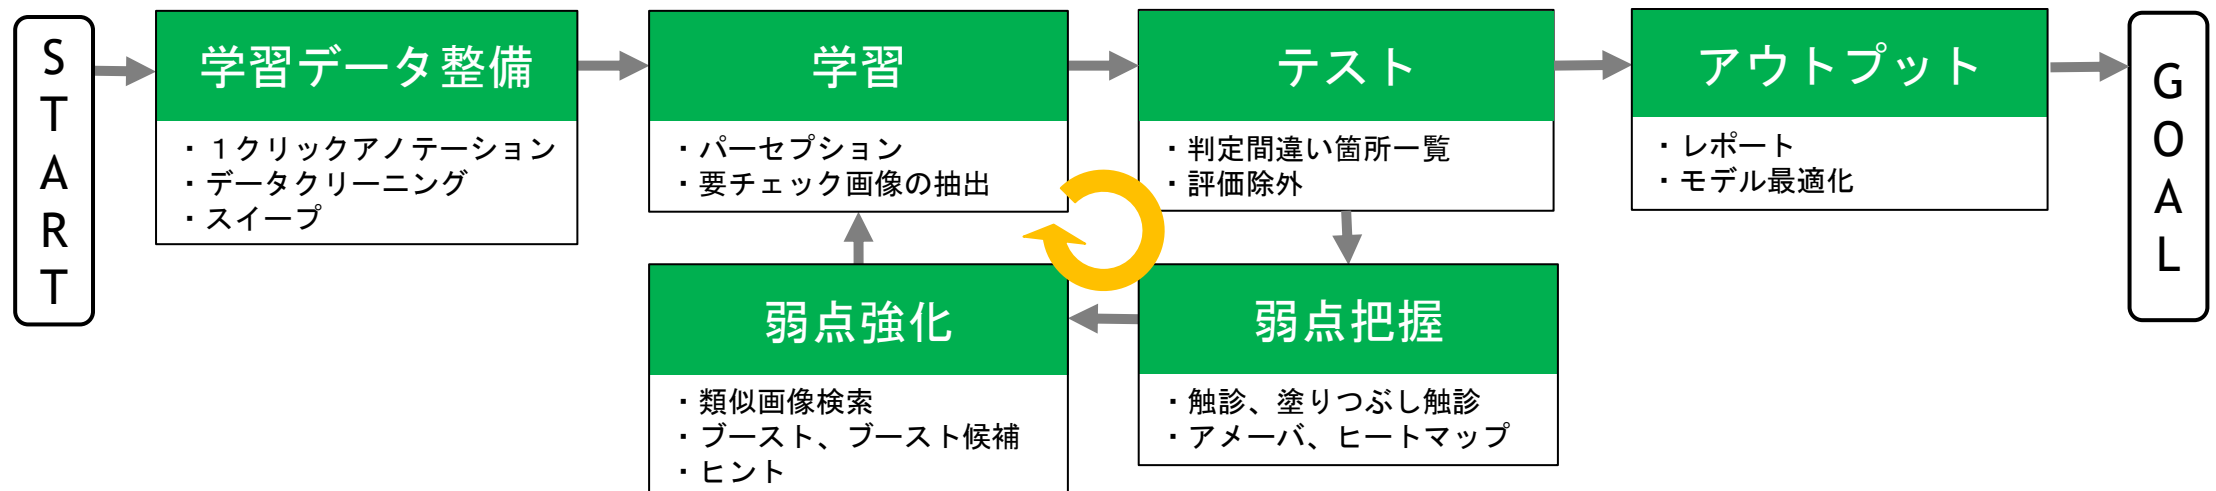 START
学習データ整備
・１クリックアノテーション
・データクリーニング
・スイープ
学習
・パーセプション
・要チェック画像の抽出
テスト
・判定間違い箇所一覧
・評価除外
アウトプット
・レポート
・モデル最適化
GOAL
弱点強化
・類似画像検索
・ブースト、ブースト候補
・ヒント
弱点把握
・触診、塗りつぶし触診
・アメーバ、ヒートマップ